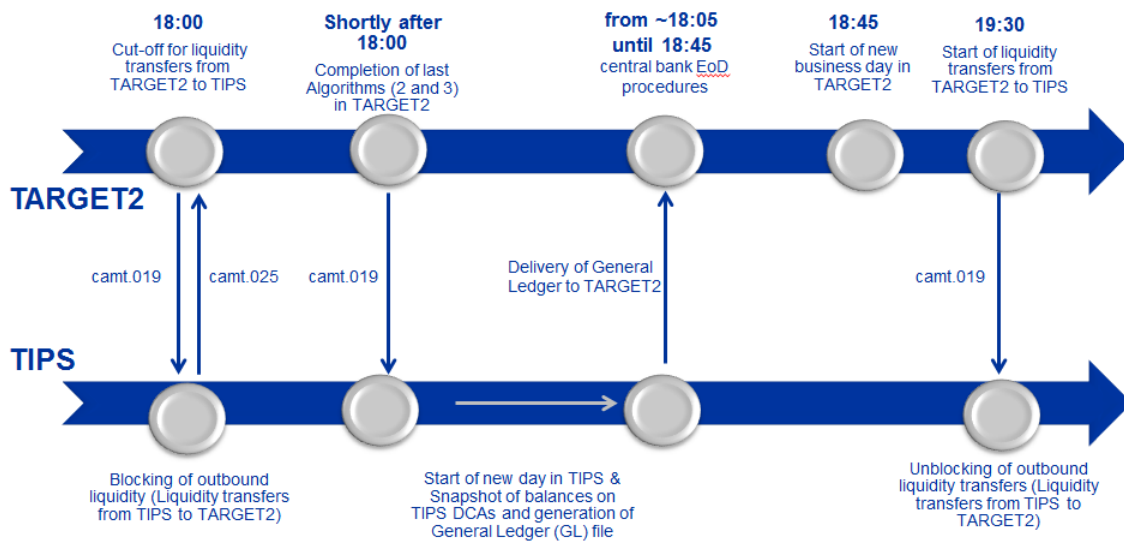 18:00
Cut-off for liquidity
transfers from
TARGET2 to TIPS
Shortly after
18:00
Completion of last
Algorithms (2 and 3)
in TARGET2
from ~18:05
until 18:45
central bank EoD
procedures
18:45
Start of new
business day in
TARGET2
19:30
Start of liquidity
transfers from
TARGET2 to TIPS
TARGET2
camt.019
camt.025
camt.019
Delivery of General
Ledger to TARGET2
camt.019
TIPS
Blocking of outbound
liquidity (Liquidity transfers
from TIPS to TARGET2)
Start of new day in TIPS &
Snapshot of balances on
TIPS DCAs and generation of
General Ledger (GL) file
Unblocking of outbound
liquidity transfers (Liquidity
transfers from TIPS to
TARGET2)